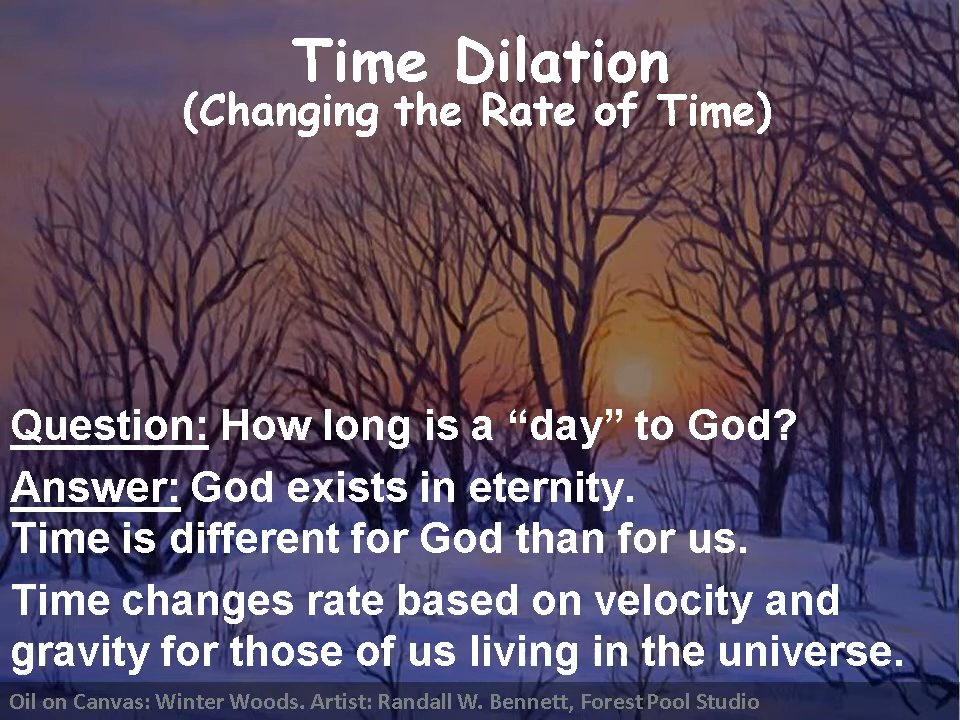 Time Dilation
(Changing the Rate of Time)
Question: How long is a “day” to God?
Answer: God exists in eternity.
Time is different for God than for us.
Time changes rate based on velocity and
gravity for those of us living in the universe.
Oil on Canvas: Winter Woods. Artist: Randall W. Bennett, Forest Pool Studio